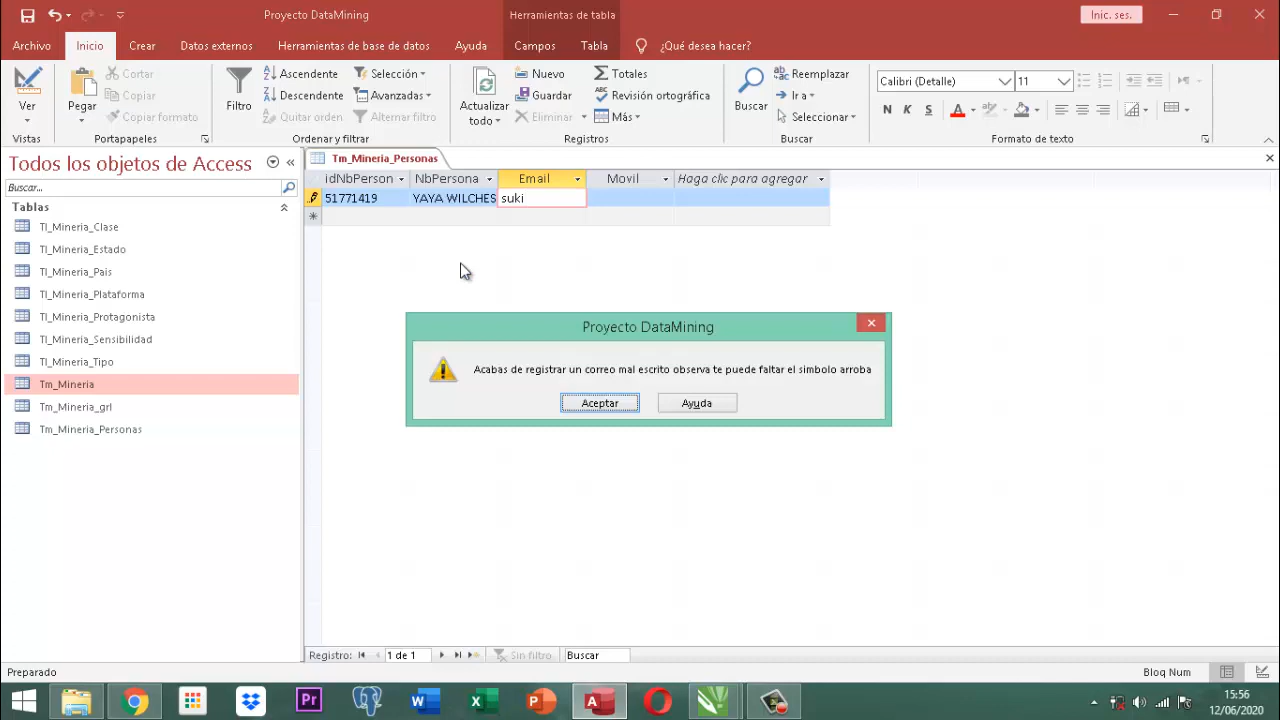 Proyecto DataMining
Herramientas de tabla
Inic. ses.
Archivo
Inicio
Crear
Datos externos
Herramientas de base de datos
Ayuda
Campos
Tabla
¿Qué desea hacer?
Ver
Vistas
Pegar
Cortar
Copiar
Copiar formato
Portapapeles
Filtro
Ascendente
Descendente
Quitar orden
Selección
Avanzada
Alternar filtro
Ordenar y filtrar
Actualizar
todo
Nuevo
Guardar
Eliminar
Totales
Revisión ortográfica
Más
Registros
Buscar
Reemplazar
Ir a
Seleccionar
Buscar
Calibri (Detalle)
11
N K S
A
Formato de texto
Todos los objetos de Access
Buscar...
Tablas
Tl_Mineria_Clase
Tl_Mineria_Estado
Tl_Mineria_Pais
Tl_Mineria_Plataforma
Tl_Mineria_Protagonista
Tl_Mineria_Sensibilidad
Tl_Mineria_Tipo
Tm_Mineria
Tm_Mineria_grl
Tm_Mineria_Personas
Tm_Mineria_Personas
idNbPerson
NbPersona
Email
Movil
Haga clic para agregar
51771419
YAYA WILCHES
suki
Proyecto DataMining
Acabas de registrar un correo mal escrito observa te puede faltar el simbolo arroba
Aceptar
Ayuda
Registro:
1 de 1
Sin filtro
Buscar
Preparado
Bloq Num
Pr
W
X
P
A
15:56
12/06/2020